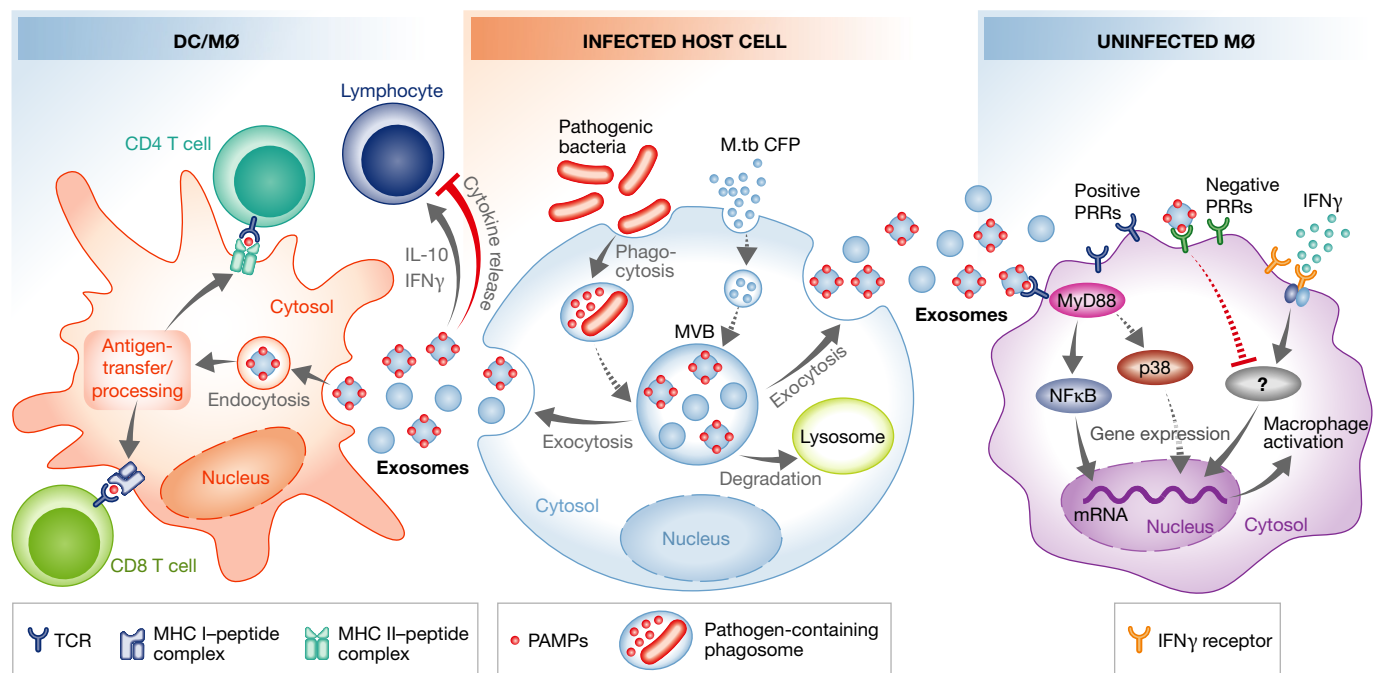 DC/MØ
INFECTED HOST CELL
UNINFECTED MØ
Lymphocyte
CD4 T cell
Cytokine release
IL-10
IFNγ
Cytosol
Antigen-
transfer/
processing
Endocytosis
Nucleus
CD8 T cell
Exosomes
Pathogenic
bacteria
M.tb CFP
Phago-
cytosis
MVB
Exocytosis
Exocytosis
Lysosome
Degradation
Cytosol
Nucleus
Exosomes
Positive
PRRs
Negative
PRRs
IFNγ
MyD88
p38
NFκB
?
Gene expression
Macrophage
activation
mRNA
Nucleus
Cytosol
TCR
MHC I–peptide
complex
MHC II–peptide
complex
PAMPs
Pathogen-containing
phagosome
IFNγ receptor